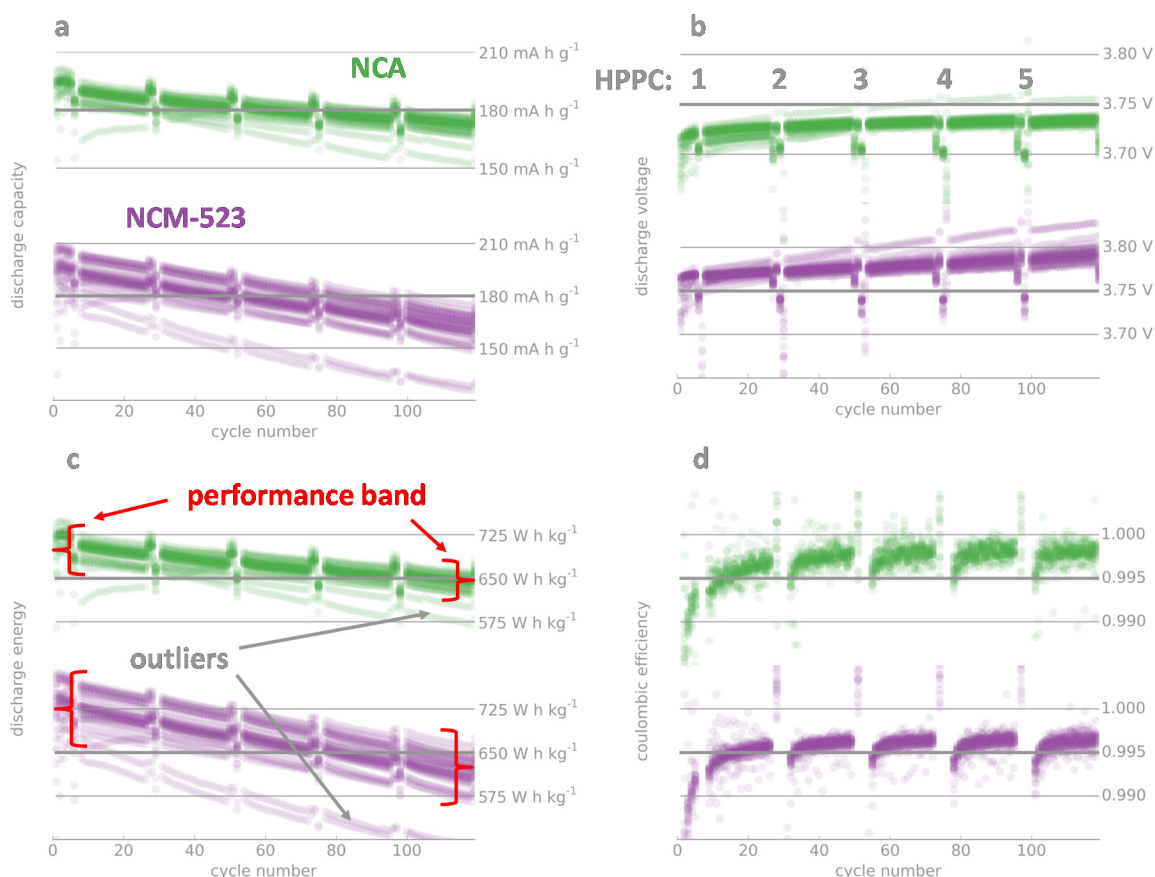 a
210 mA h g-1
NCA
180 mA h g-1
150 mA h g-1
NCM-523
210 mA h g-1
180 mA h g-1
150 mA h g-1
discharge capacity
0 20 40 60 80 100
cycle number
b
3.80 V
HPPC: 1 2 3 4 5
3.75 V
3.70 V
3.80 V
3.75 V
3.70 V
discharge voltage
0 20 40 60 80 100
cycle number
c
performance band
725 W h kg-1
650 W h kg-1
575 W h kg-1
outliers
725 W h kg-1
650 W h kg-1
575 W h kg-1
discharge energy
0 20 40 60 80 100
cycle number
d
1.000
0.995
0.990
1.000
0.995
0.990
coulombic efficiency
0 20 40 60 80 100
cycle number